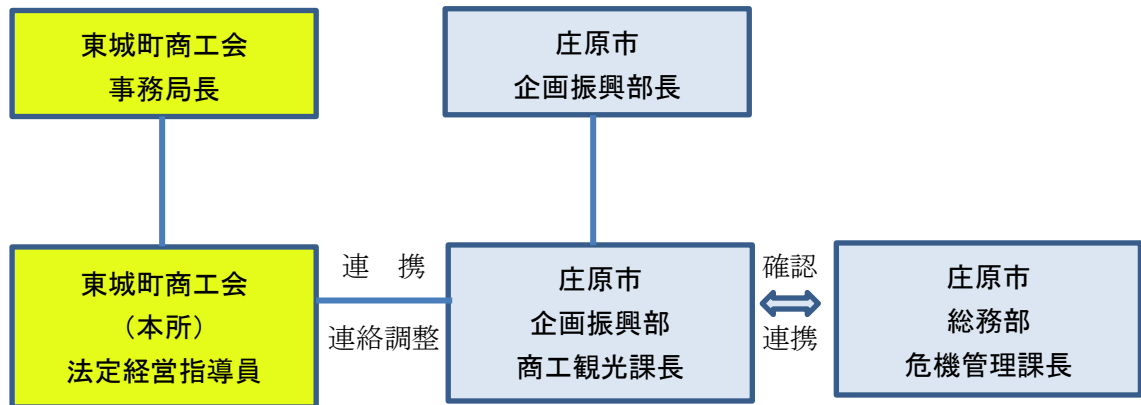 東城町商工会
事務局長
庄原市
企画振興部長
東城町商工会
（本所）
法定経営指導員
連　携
連絡調整
庄原市
企画振興部
商工観光課長
確認
連携
庄原市
総務部
危機管理課長